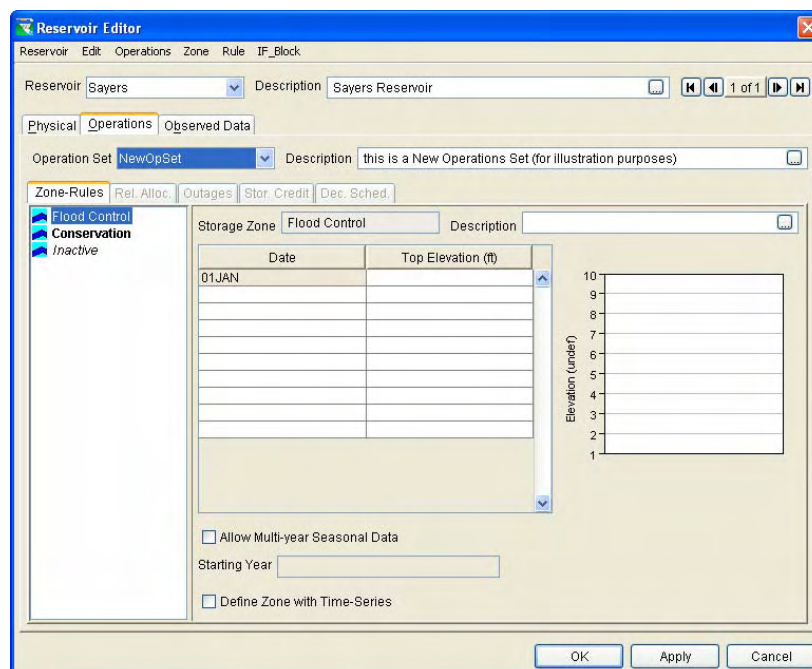 Reservoir Editor
Reservoir Edit Operations Zone Rule IF_Block
Reservoir Sayers Description Sayers Reservoir ... 1 of 1
Physical Operations Observed Data
Operation Set NewOpSet Description this is a New Operations Set (for illustration purposes) ...
Zone-Rules Rel. Alloc. Outages Stor. Credit Dec. Sched.
Flood Control
Conservation
Inactive
Storage Zone Flood Control Description ...
Date Top Elevation (ft)
01JAN
10
9
8
7
6
5
4
3
2
1
Elevation (undef)
Allow Multi-year Seasonal Data
Starting Year
Define Zone with Time-Series
OK Apply Cancel